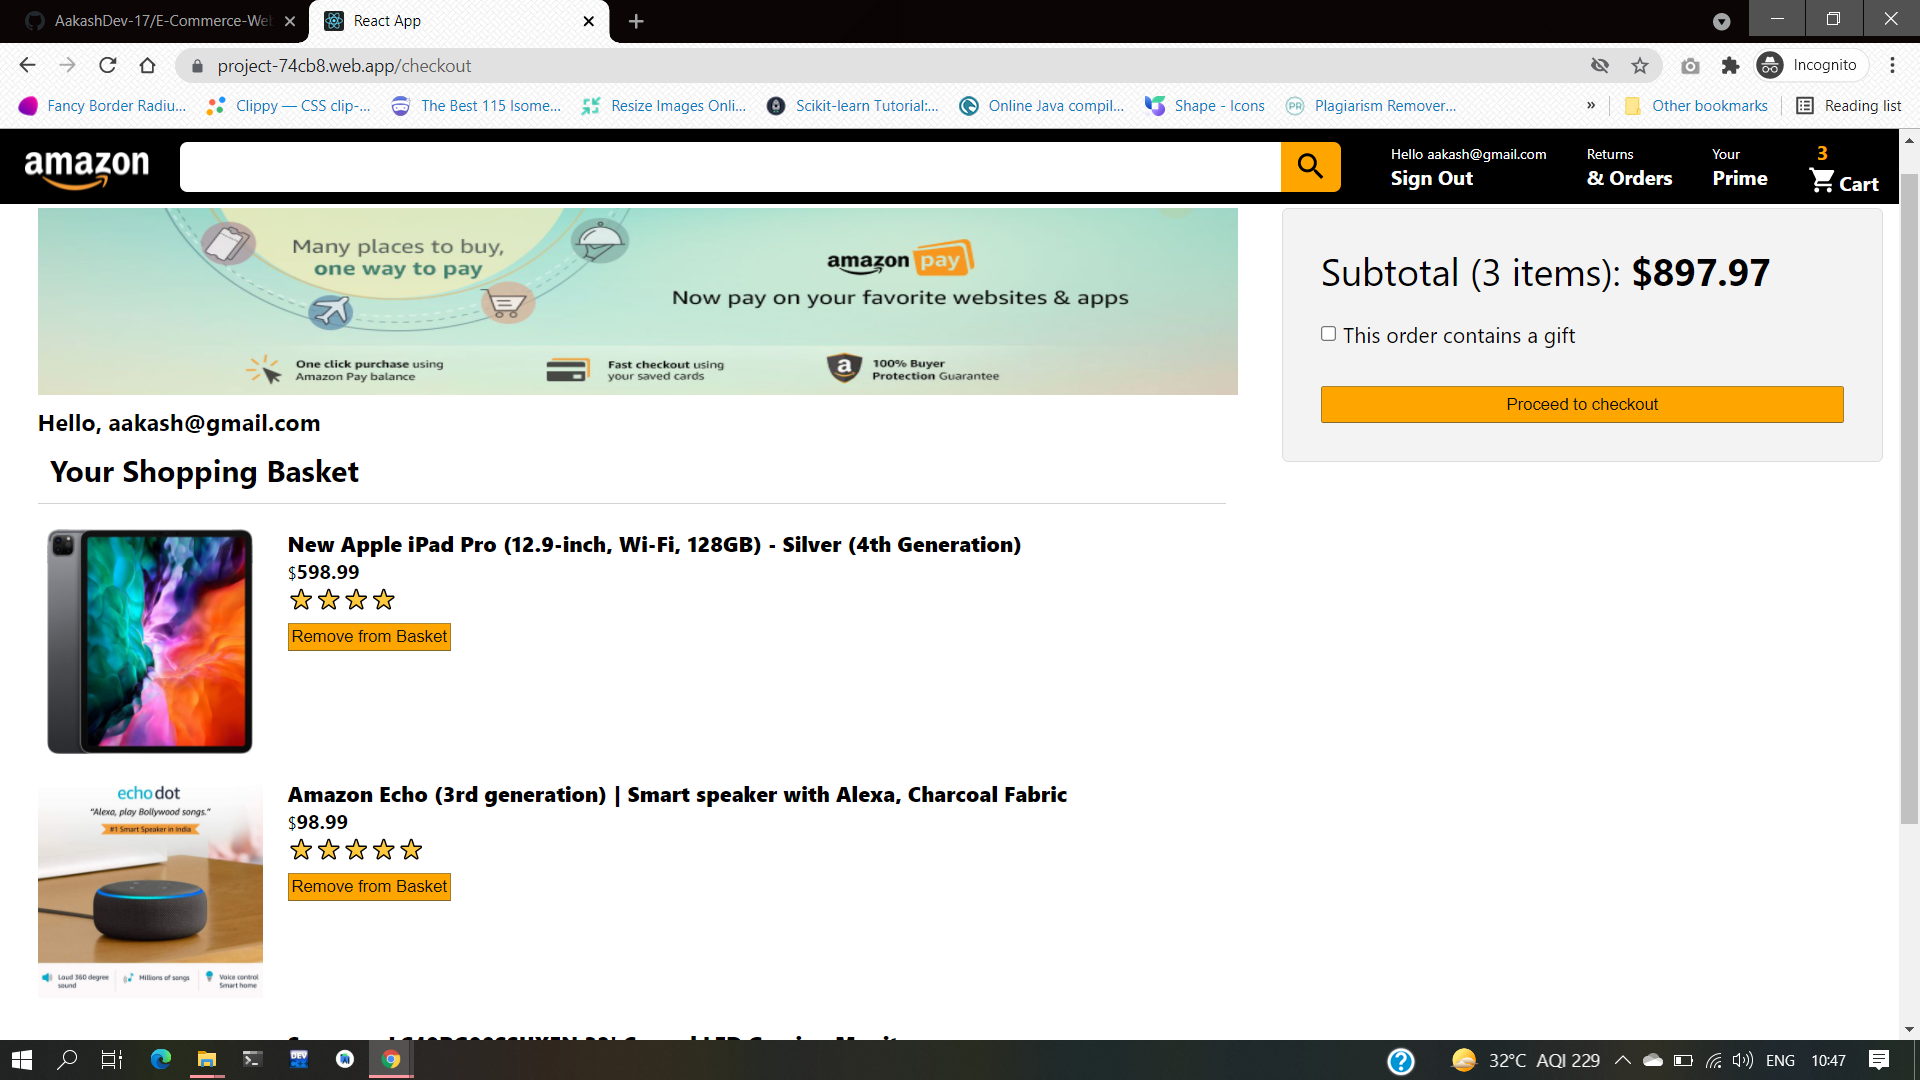 AakashDev-17/E-Commerce-Web
React App
project-74cb8.web.app/checkout
Incognito
Fancy Border Radiu...
Clippy — CSS clip-...
The Best 115 Isome...
Resize Images Onli...
Scikit-learn Tutorial:...
Online Java compil...
Shape - Icons
PR
Plagiarism Remover...
»
Other bookmarks
Reading list
amazon
Hello aakash@gmail.com
Sign Out
Returns
& Orders
Your
Prime
3
Cart
Many places to buy,
one way to pay
amazon pay
Now pay on your favorite websites & apps
One click purchase using
Amazon Pay balance
Fast checkout using
your saved cards
a
100% Buyer
Protection Guarantee
Subtotal (3 items): $897.97
This order contains a gift
Proceed to checkout
Hello, aakash@gmail.com
Your Shopping Basket
New Apple iPad Pro (12.9-inch, Wi-Fi, 128GB) - Silver (4th Generation)
$598.99
Remove from Basket
echo dot
"Alexa, play Bollywood songs."
#1 Smart Speaker in India
Loud 360 degree
sound
Millions of songs
Voice control
Smart home
Amazon Echo (3rd generation) | Smart speaker with Alexa, Charcoal Fabric
$98.99
Remove from Basket
DEV
32°C AQI 229
ENG
10:47